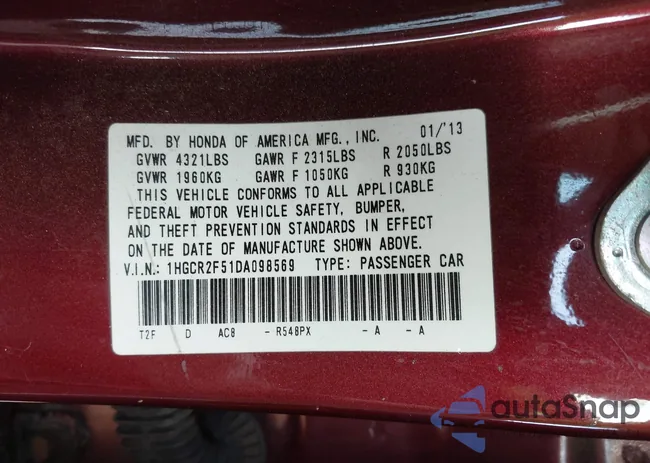 MFD. BY HONDA OF AMERICA MFG., INC. 01/'13
GVWR 4321LBS GAWR F 2315LBS R 2050LBS
GVWR 1960KG GAWR F 1050KG R 930KG
THIS VEHICLE CONFORMS TO ALL APPLICABLE
FEDERAL MOTOR VEHICLE SAFETY, BUMPER,
AND THEFT PREVENTION STANDARDS IN EFFECT
ON THE DATE OF MANUFACTURE SHOWN ABOVE.
V.I.N.: 1HGCR2F51DA098569 TYPE: PASSENGER CAR
T2F D AC8 - R548PX - A - A
autoSnap